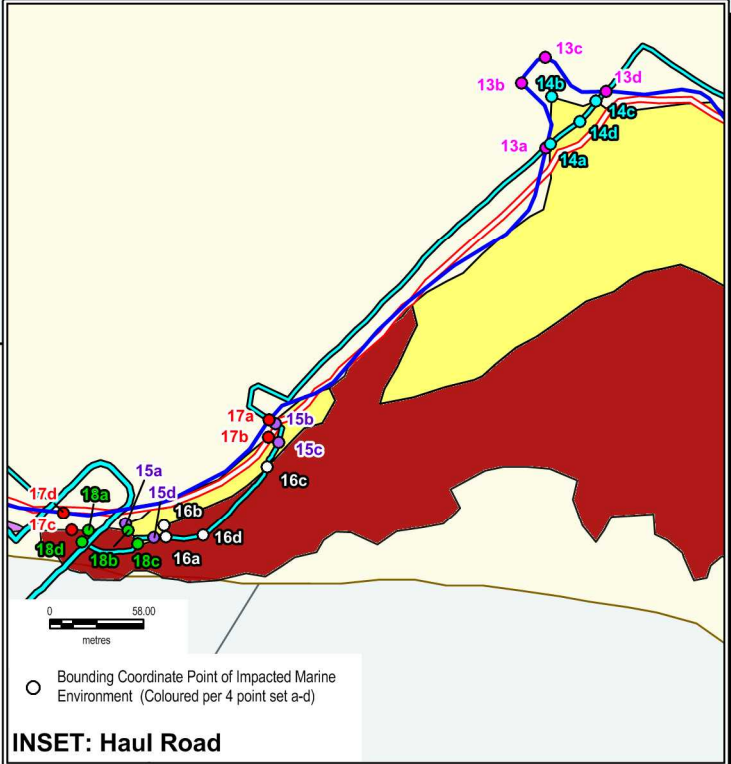 13c
13b
14b
13d
14c
14d
13a
14a
17a
15b
17b
15c
15a
16c
17d
18a
15d
16b
17c
16d
18d
18b
18c
16a
0 58.00
metres
Bounding Coordinate Point of Impacted Marine
Environment (Coloured per 4 point set a-d)
INSET: Haul Road